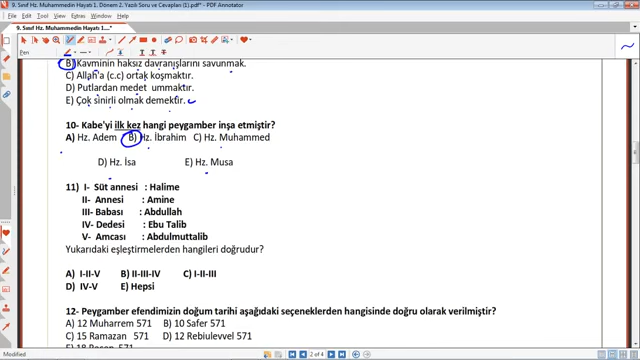 9. Sınıf Hz. Muhammedin Hayatı 1. Dönem 2. Yazılı Soru ve Cevapları (1).pdf* - PDF Annotator
File Edit View Tool Document Extras Window Help
9. Sınıf Hz. Muhammedin Hayatı 1....*
Pen
B) Kavminin haksız davranışlarını savunmak.
C) Allah'a (c.c) ortak koşmaktır.
D) Putlardan medet ummaktır.
E) Çok sinirli olmak demektir.
10- Kabe'yi ilk kez hangi peygamber inşa etmiştir?
A) Hz. Adem B) Hz. İbrahim C) Hz. Muhammed
D) Hz. İsa E) Hz. Musa
11) I- Süt annesi : Halime
II- Annesi : Amine
III- Babası : Abdullah
IV- Dedesi : Ebu Talib
V- Amcası : Abdulmuttalib
Yukarıdaki eşleştirmelerden hangileri doğrudur?
A) I-II-V B) II-III-IV C) I-II-III
D) IV-V E) Hepsi
12- Peygamber efendimizin doğum tarihi aşağıdaki seçeneklerden hangisinde doğru olarak verilmiştir?
A) 12 Muharrem 571 B) 10 Safer 571
C) 15 Ramazan 571 D) 12 Rebiulevvel 571
E) 18 Recep 571
Modified
2 of 4